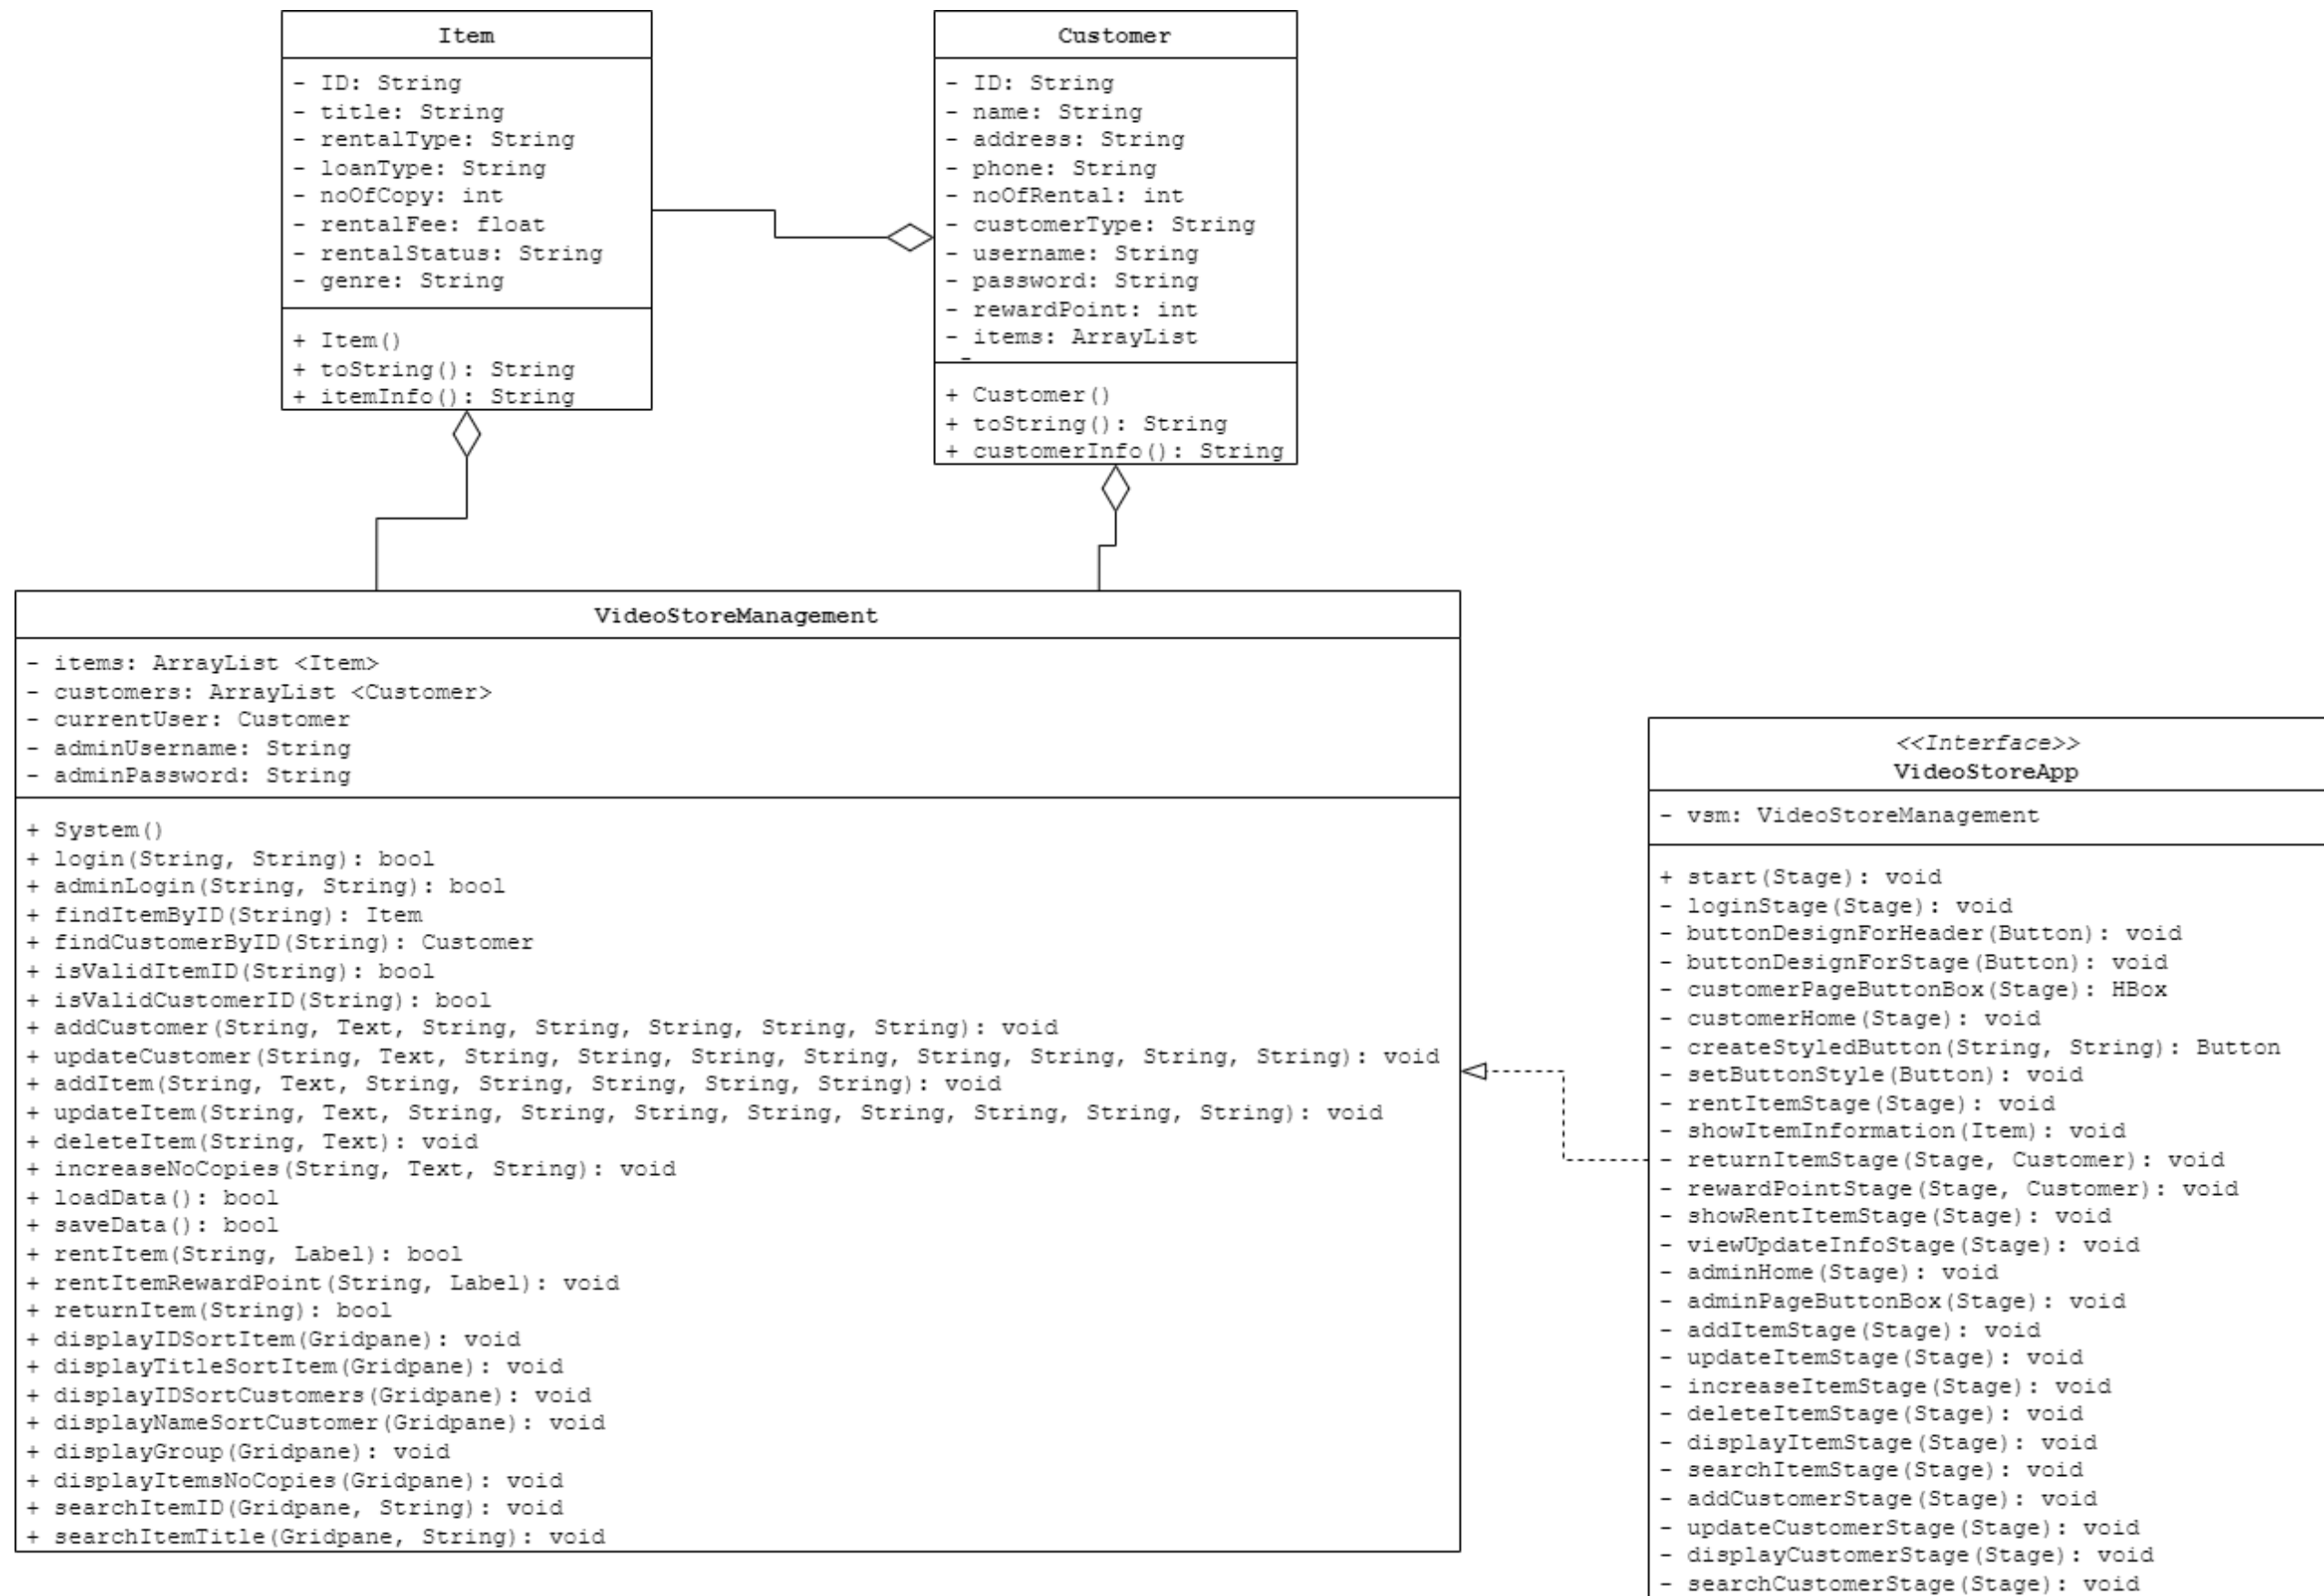 Item
- ID: String
- title: String
- rentalType: String
- loanType: String
- noOfCopy: int
- rentalFee: float
- rentalStatus: String
- genre: String
+ Item()
+ toString(): String
+ itemInfo(): String
Customer
- ID: String
- name: String
- address: String
- phone: String
- noOfRental: int
- customerType: String
- username: String
- password: String
- rewardPoint: int
- items: ArrayList
-
+ Customer()
+ toString(): String
+ customerInfo(): String
VideoStoreManagement
- items: ArrayList <Item>
- customers: ArrayList <Customer>
- currentUser: Customer
- adminUsername: String
- adminPassword: String
+ System()
+ login(String, String): bool
+ adminLogin(String, String): bool
+ findItemByID(String): Item
+ findCustomerByID(String): Customer
+ isValidItemID(String): bool
+ isValidCustomerID(String): bool
+ addCustomer(String, Text, String, String, String, String, String): void
+ updateCustomer(String, Text, String, String, String, String, String, String, String, String): void
+ addItem(String, Text, String, String, String, String, String): void
+ updateItem(String, Text, String, String, String, String, String, String, String, String): void
+ deleteItem(String, Text): void
+ increaseNoCopies(String, Text, String): void
+ loadData(): bool
+ saveData(): bool
+ rentItem(String, Label): bool
+ rentItemRewardPoint(String, Label): void
+ returnItem(String): bool
+ displayIDSortItem(Gridpane): void
+ displayTitleSortItem(Gridpane): void
+ displayIDSortCustomers(Gridpane): void
+ displayNameSortCustomer(Gridpane): void
+ displayGroup(Gridpane): void
+ displayItemsNoCopies(Gridpane): void
+ searchItemID(Gridpane, String): void
+ searchItemTitle(Gridpane, String): void
<<Interface>>
VideoStoreApp
- vsm: VideoStoreManagement
+ start(Stage): void
- loginStage(Stage): void
- buttonDesignForHeader(Button): void
- buttonDesignForStage(Button): void
- customerPageButtonBox(Stage): HBox
- customerHome(Stage): void
- createStyledButton(String, String): Button
- setButtonStyle(Button): void
- rentItemStage(Stage): void
- showItemInformation(Item): void
- returnItemStage(Stage, Customer): void
- rewardPointStage(Stage, Customer): void
- showRentItemStage(Stage): void
- viewUpdateInfoStage(Stage): void
- adminHome(Stage): void
- adminPageButtonBox(Stage): void
- addItemStage(Stage): void
- updateItemStage(Stage): void
- increaseItemStage(Stage): void
- deleteItemStage(Stage): void
- displayItemStage(Stage): void
- searchItemStage(Stage): void
- addCustomerStage(Stage): void
- updateCustomerStage(Stage): void
- displayCustomerStage(Stage): void
- searchCustomerStage(Stage): void